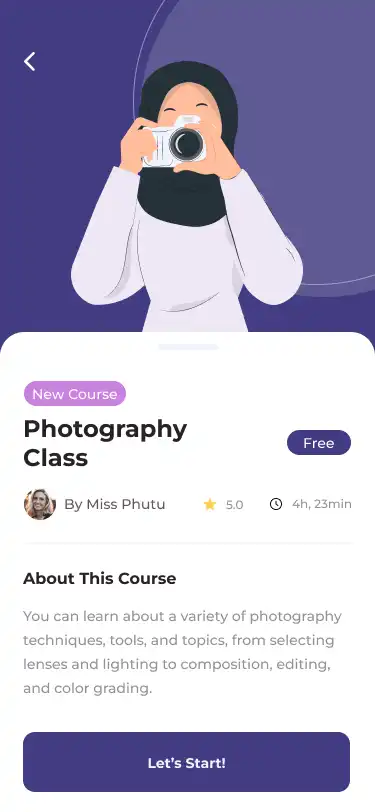 New Course
Photography
Class
Free
By Miss Phutu
5.0
4h, 23min
About This Course
You can learn about a variety of photography
techniques, tools, and topics, from selecting
lenses and lighting to composition, editing,
and color grading.
Let’s Start!